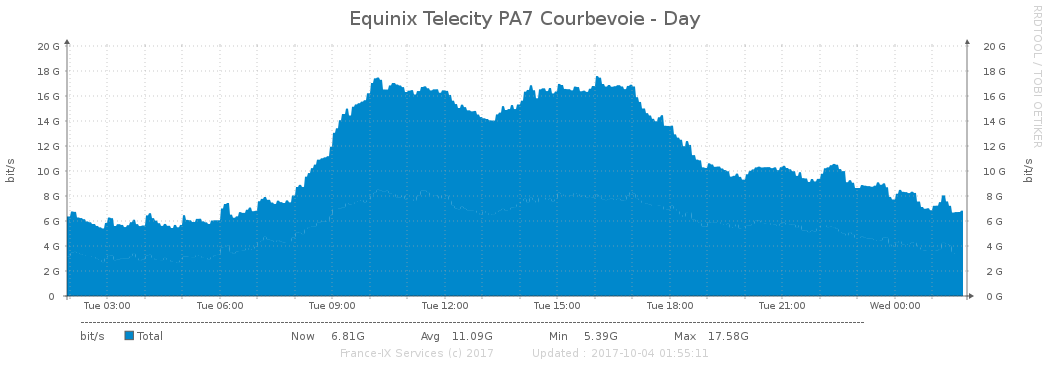 Equinix Telecity PA7 Courbevoie - Day
RRDTOOL / TOBI OETIKER
bit/s
20 G 20 G
18 G 18 G
16 G 16 G
14 G 14 G
12 G 12 G
10 G 10 G
8 G 8 G
6 G 6 G
4 G 4 G
2 G 2 G
0 0 G
bit/s
Tue 03:00 Tue 06:00 Tue 09:00 Tue 12:00 Tue 15:00 Tue 18:00 Tue 21:00 Wed 00:00
bit/s Total Now 6.81G Avg 11.09G Min 5.39G Max 17.58G
France-IX Services (c) 2017 Updated : 2017-10-04 01:55:11